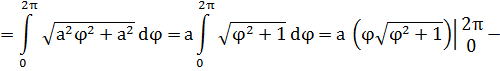 = ∫₀^{2π} √(a²φ² + a²) dφ = a ∫₀^{2π} √(φ² + 1) dφ = a (φ√(φ² + 1))|₀^{2π} −